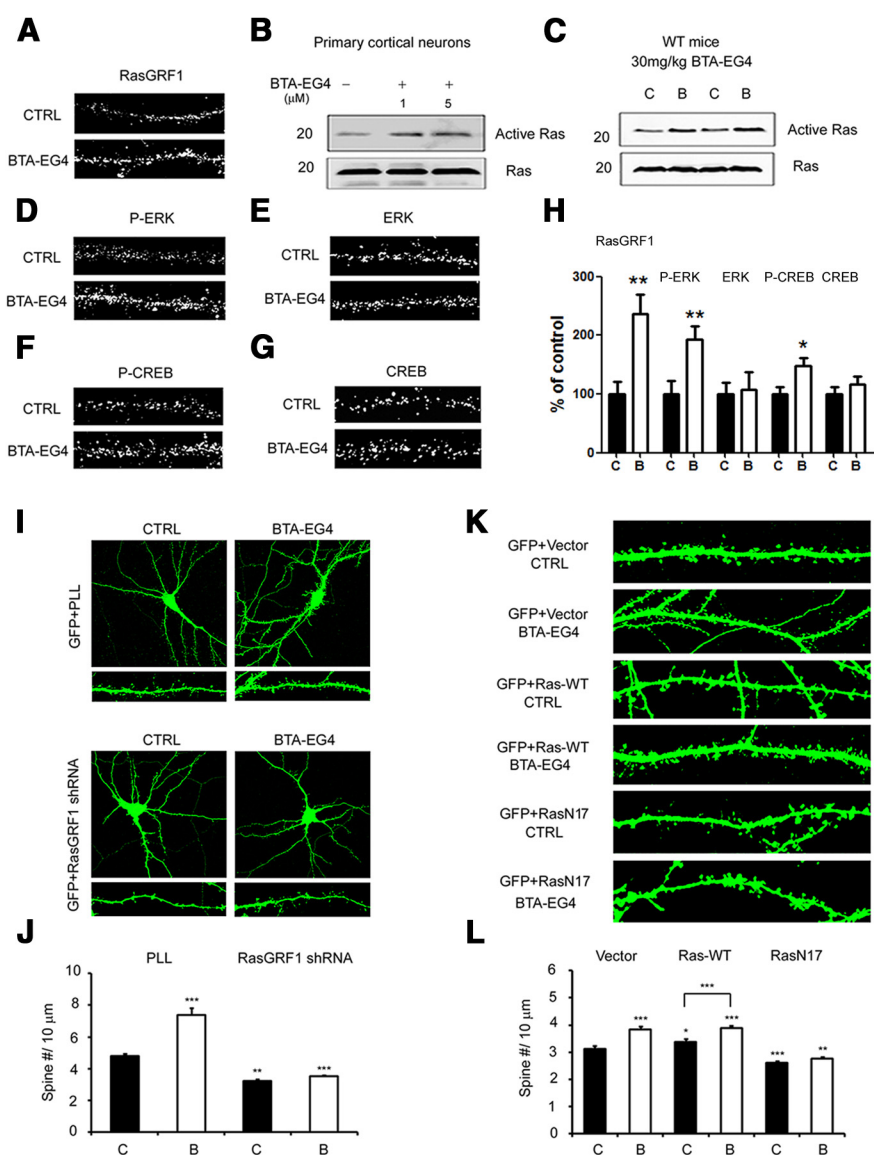 A
RasGRF1
CTRL
BTA-EG4
B
Primary cortical neurons
BTA-EG4 − + +
(μM) 1 5
20 Active Ras
20 Ras
C
WT mice
30mg/kg BTA-EG4
C B C B
20 Active Ras
20 Ras
D
P-ERK
CTRL
BTA-EG4
E
ERK
CTRL
BTA-EG4
F
P-CREB
CTRL
BTA-EG4
G
CREB
CTRL
BTA-EG4
H
RasGRF1
P-ERK ERK P-CREB CREB
% of control
300
200
100
0
** ** *
C B C B C B C B C B
I
CTRL BTA-EG4
GFP+PLL
CTRL BTA-EG4
GFP+RasGRF1 shRNA
J
PLL RasGRF1 shRNA
Spine #/ 10 μm
10
8
6
4
2
0
*** ** ***
C B C B
K
GFP+Vector
CTRL
GFP+Vector
BTA-EG4
GFP+Ras-WT
CTRL
GFP+Ras-WT
BTA-EG4
GFP+RasN17
CTRL
GFP+RasN17
BTA-EG4
L
Vector Ras-WT RasN17
Spine #/ 10 μm
6
5
4
3
2
1
0
***
*** * *** *** **
C B C B C B